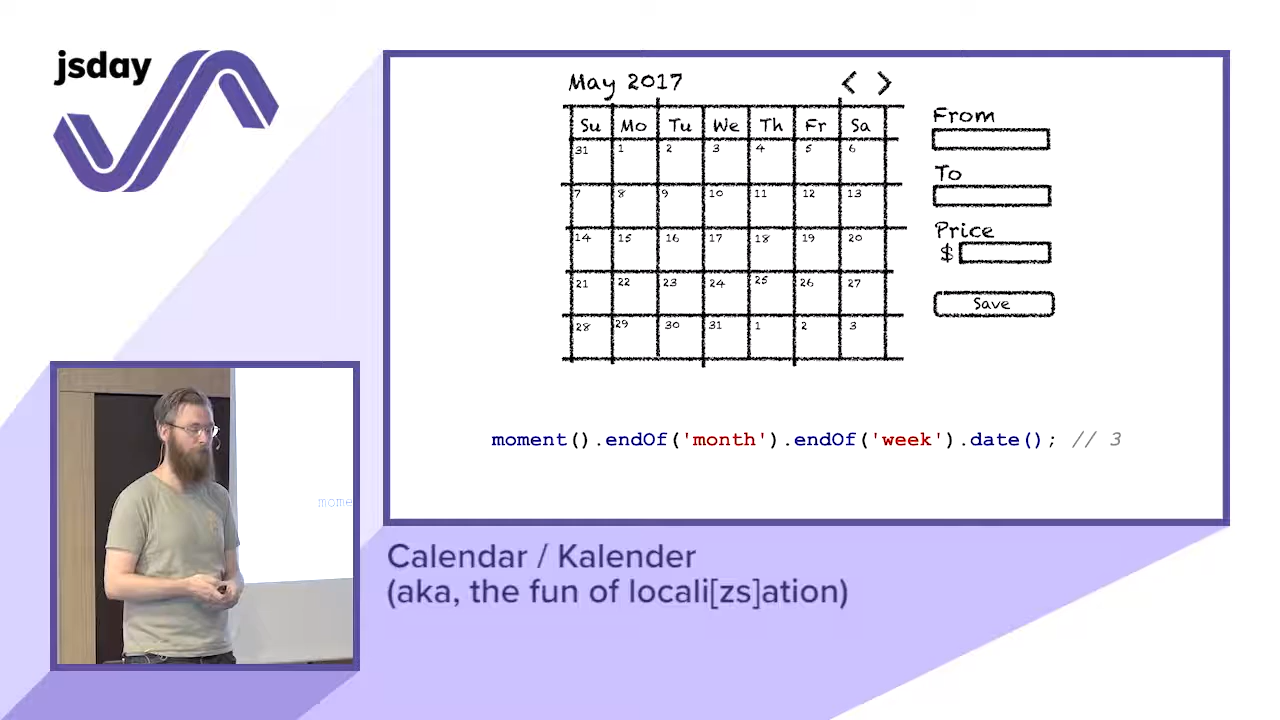 jsday
May 2017 < >
Su Mo Tu We Th Fr Sa
31 1 2 3 4 5 6
7 8 9 10 11 12 13
14 15 16 17 18 19 20
21 22 23 24 25 26 27
28 29 30 31 1 2 3
From
To
Price
$
Save
moment().endOf('month').endOf('week').date(); // 3
mome
Calendar / Kalender
(aka, the fun of locali[zs]ation)